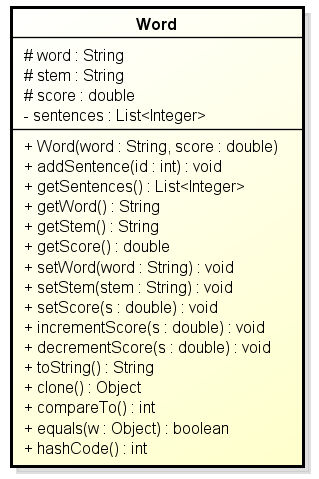 Word
# word : String
# stem : String
# score : double
- sentences : List<Integer>
+ Word(word : String, score : double)
+ addSentence(id : int) : void
+ getSentences() : List<Integer>
+ getWord() : String
+ getStem() : String
+ getScore() : double
+ setWord(word : String) : void
+ setStem(stem : String) : void
+ setScore(s : double) : void
+ incrementScore(s : double) : void
+ decrementScore(s : double) : void
+ toString() : String
+ clone() : Object
+ compareTo() : int
+ equals(w : Object) : boolean
+ hashCode() : int